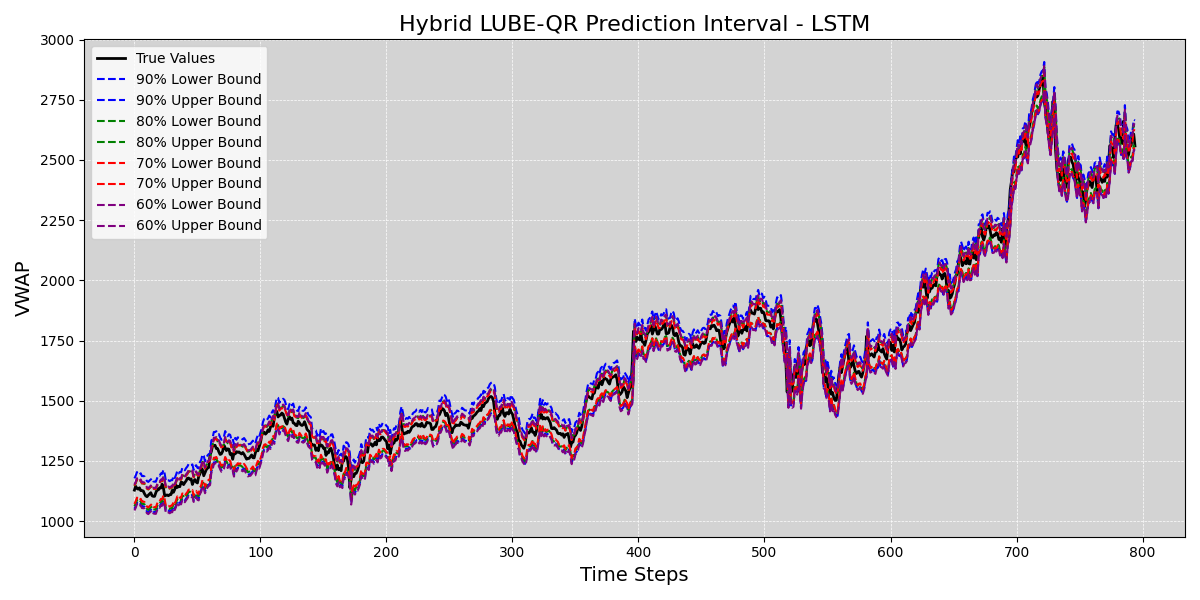 Hybrid LUBE-QR Prediction Interval - LSTM
3000
2750
2500
2250
2000
1750
1500
1250
1000
VWAP
True Values
90% Lower Bound
90% Upper Bound
80% Lower Bound
80% Upper Bound
70% Lower Bound
70% Upper Bound
60% Lower Bound
60% Upper Bound
0 100 200 300 400 500 600 700 800
Time Steps